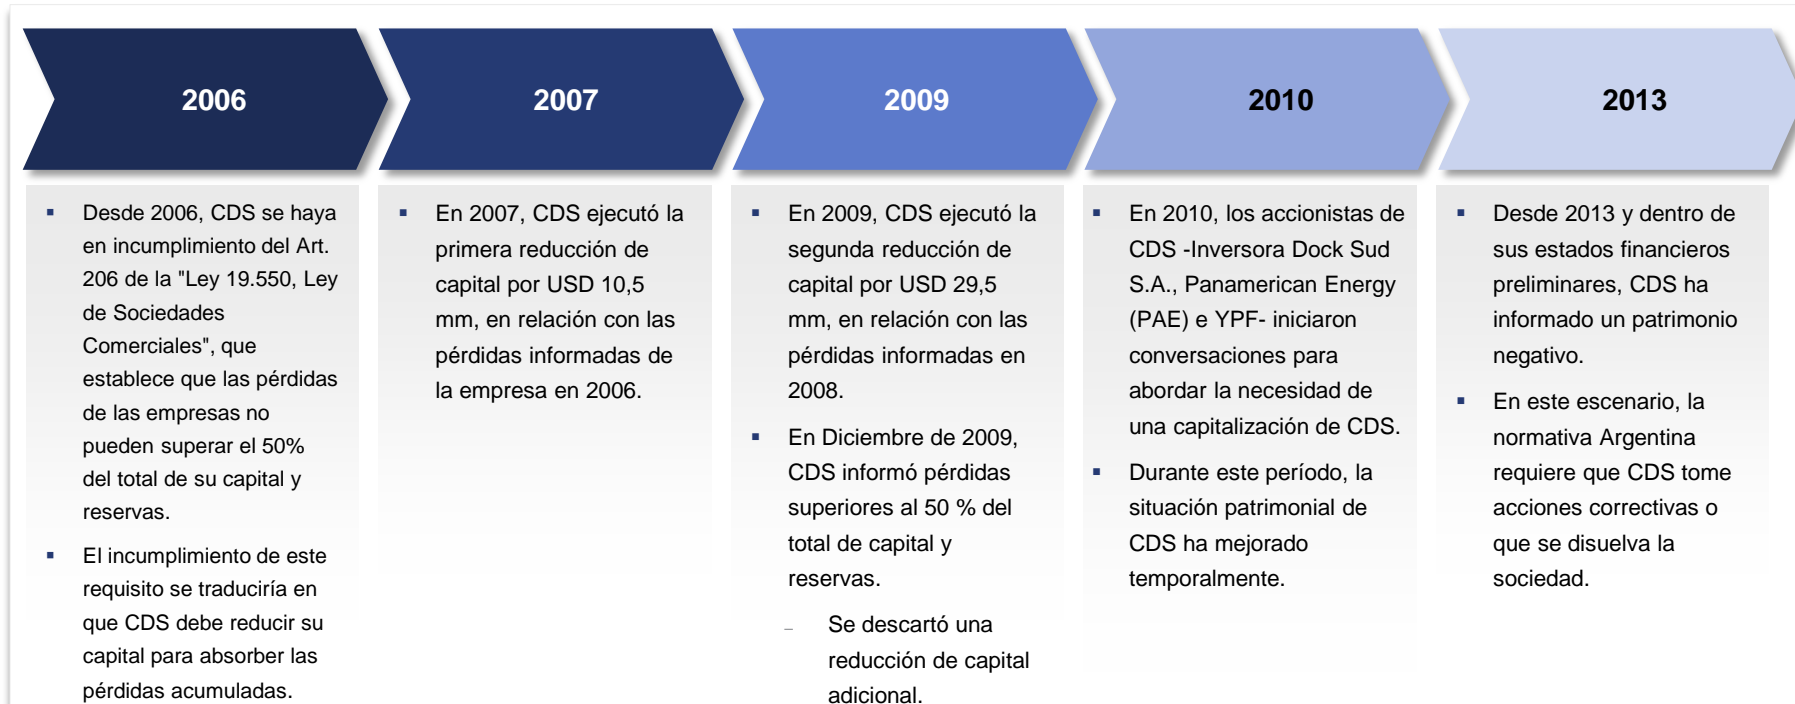 2006
Desde 2006, CDS se haya
en incumplimiento del Art.
206 de la "Ley 19.550, Ley
de Sociedades
Comerciales", que
establece que las pérdidas
de las empresas no
pueden superar el 50%
del total de su capital y
reservas.
El incumplimiento de este
requisito se traduciría en
que CDS debe reducir su
capital para absorber las
pérdidas acumuladas.
2007
En 2007, CDS ejecutó la
primera reducción de
capital por USD 10,5
mm, en relación con las
pérdidas informadas de
la empresa en 2006.
2009
En 2009, CDS ejecutó la
segunda reducción de
capital por USD 29,5
mm, en relación con las
pérdidas informadas en
2008.
En Diciembre de 2009,
CDS informó pérdidas
superiores al 50 % del
total de capital y
reservas.
Se descartó una
reducción de capital
adicional.
2010
En 2010, los accionistas de
CDS -Inversora Dock Sud
S.A., Panamerican Energy
(PAE) e YPF- iniciaron
conversaciones para
abordar la necesidad de
una capitalización de CDS.
Durante este período, la
situación patrimonial de
CDS ha mejorado
temporalmente.
2013
Desde 2013 y dentro de
sus estados financieros
preliminares, CDS ha
informado un patrimonio
negativo.
En este escenario, la
normativa Argentina
requiere que CDS tome
acciones correctivas o
que se disuelva la
sociedad.